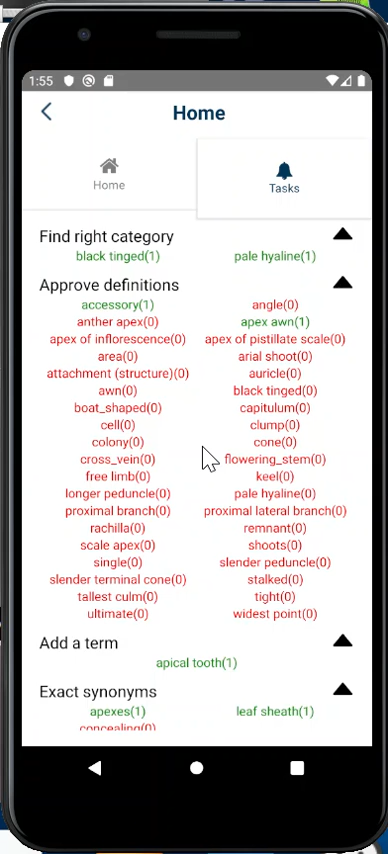 1:55
Home
Home
Tasks
Find right category
black tinged(1) pale hyaline(1)
Approve definitions
accessory(1) angle(0)
anther apex(0) apex awn(1)
apex of inflorescence(0) apex of pistillate scale(0)
area(0) arial shoot(0)
attachment (structure)(0) auricle(0)
awn(0) black tinged(0)
boat_shaped(0) capitulum(0)
cell(0) clump(0)
colony(0) cone(0)
cross_vein(0) flowering_stem(0)
free limb(0) keel(0)
longer peduncle(0) pale hyaline(0)
proximal branch(0) proximal lateral branch(0)
rachilla(0) remnant(0)
scale apex(0) shoots(0)
single(0) slender peduncle(0)
slender terminal cone(0) stalked(0)
tallest culm(0) tight(0)
ultimate(0) widest point(0)
Add a term
apical tooth(1)
Exact synonyms
apexes(1) leaf sheath(1)
concealing(0)